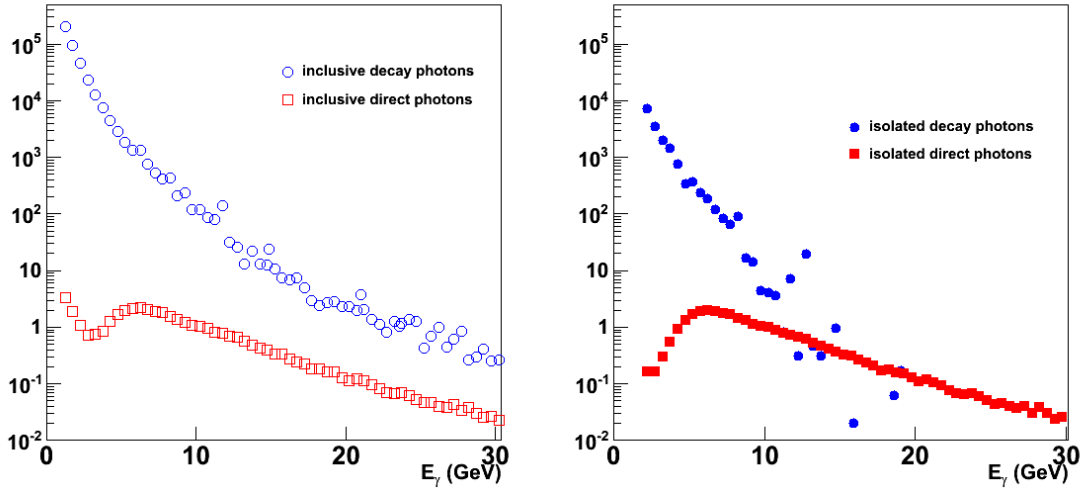 10^5
10^4
10^3
10^2
10
1
10^-1
10^-2
0 10 20 30
E_γ (GeV)
inclusive decay photons
inclusive direct photons
10^5
10^4
10^3
10^2
10
1
10^-1
10^-2
0 10 20 30
E_γ (GeV)
isolated decay photons
isolated direct photons